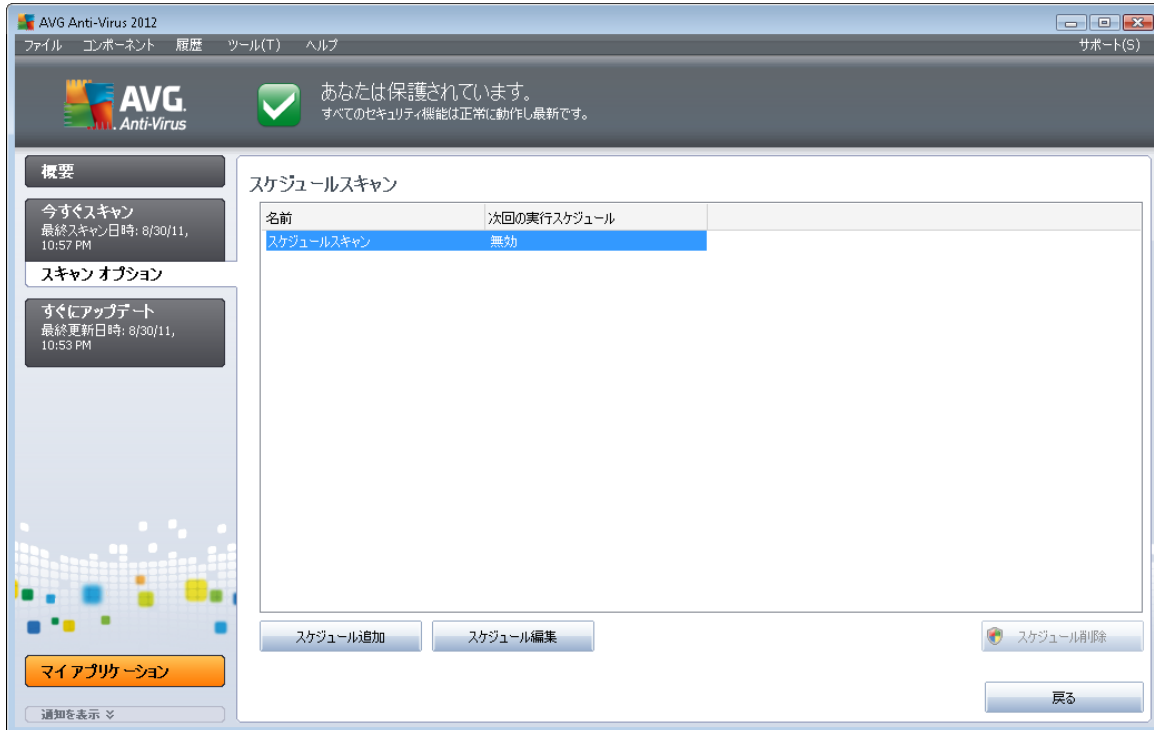 AVG Anti-Virus 2012
ファイル コンポーネント 履歴 ツール(T) ヘルプ サポート(S)
AVG.
Anti-Virus
あなたは保護されています。
すべてのセキュリティ機能は正常に動作し最新です。
概要
今すぐスキャン
最終スキャン日時: 8/30/11,
10:57 PM
スキャン オプション
すぐにアップデート
最終更新日時: 8/30/11,
10:53 PM
マイ アプリケーション
通知を表示
スケジュールスキャン
名前 次回の実行スケジュール
スケジュールスキャン 無効
スケジュール追加 スケジュール編集 スケジュール削除
戻る